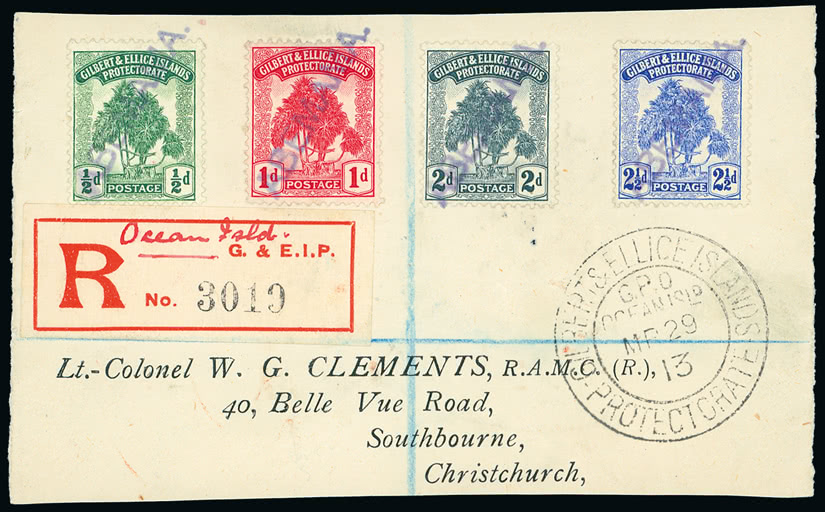 GILBERT & ELLICE ISLANDS
PROTECTORATE
½d ½d
POSTAGE
GILBERT & ELLICE ISLANDS
PROTECTORATE
1d 1d
POSTAGE
GILBERT & ELLICE ISLANDS
PROTECTORATE
2d 2d
POSTAGE
GILBERT & ELLICE ISLANDS
PROTECTORATE
2½d 2½d
POSTAGE
Ocean Isld.
R G. & E.I.P.
No. 3019
ELLICE ISLANDS
PROTECTORATE
G.P.O
OCEAN ISLD
MR 29
13
Lt.-Colonel W. G. CLEMENTS, R.A.M.C. (R.),
40, Belle Vue Road,
Southbourne,
Christchurch,